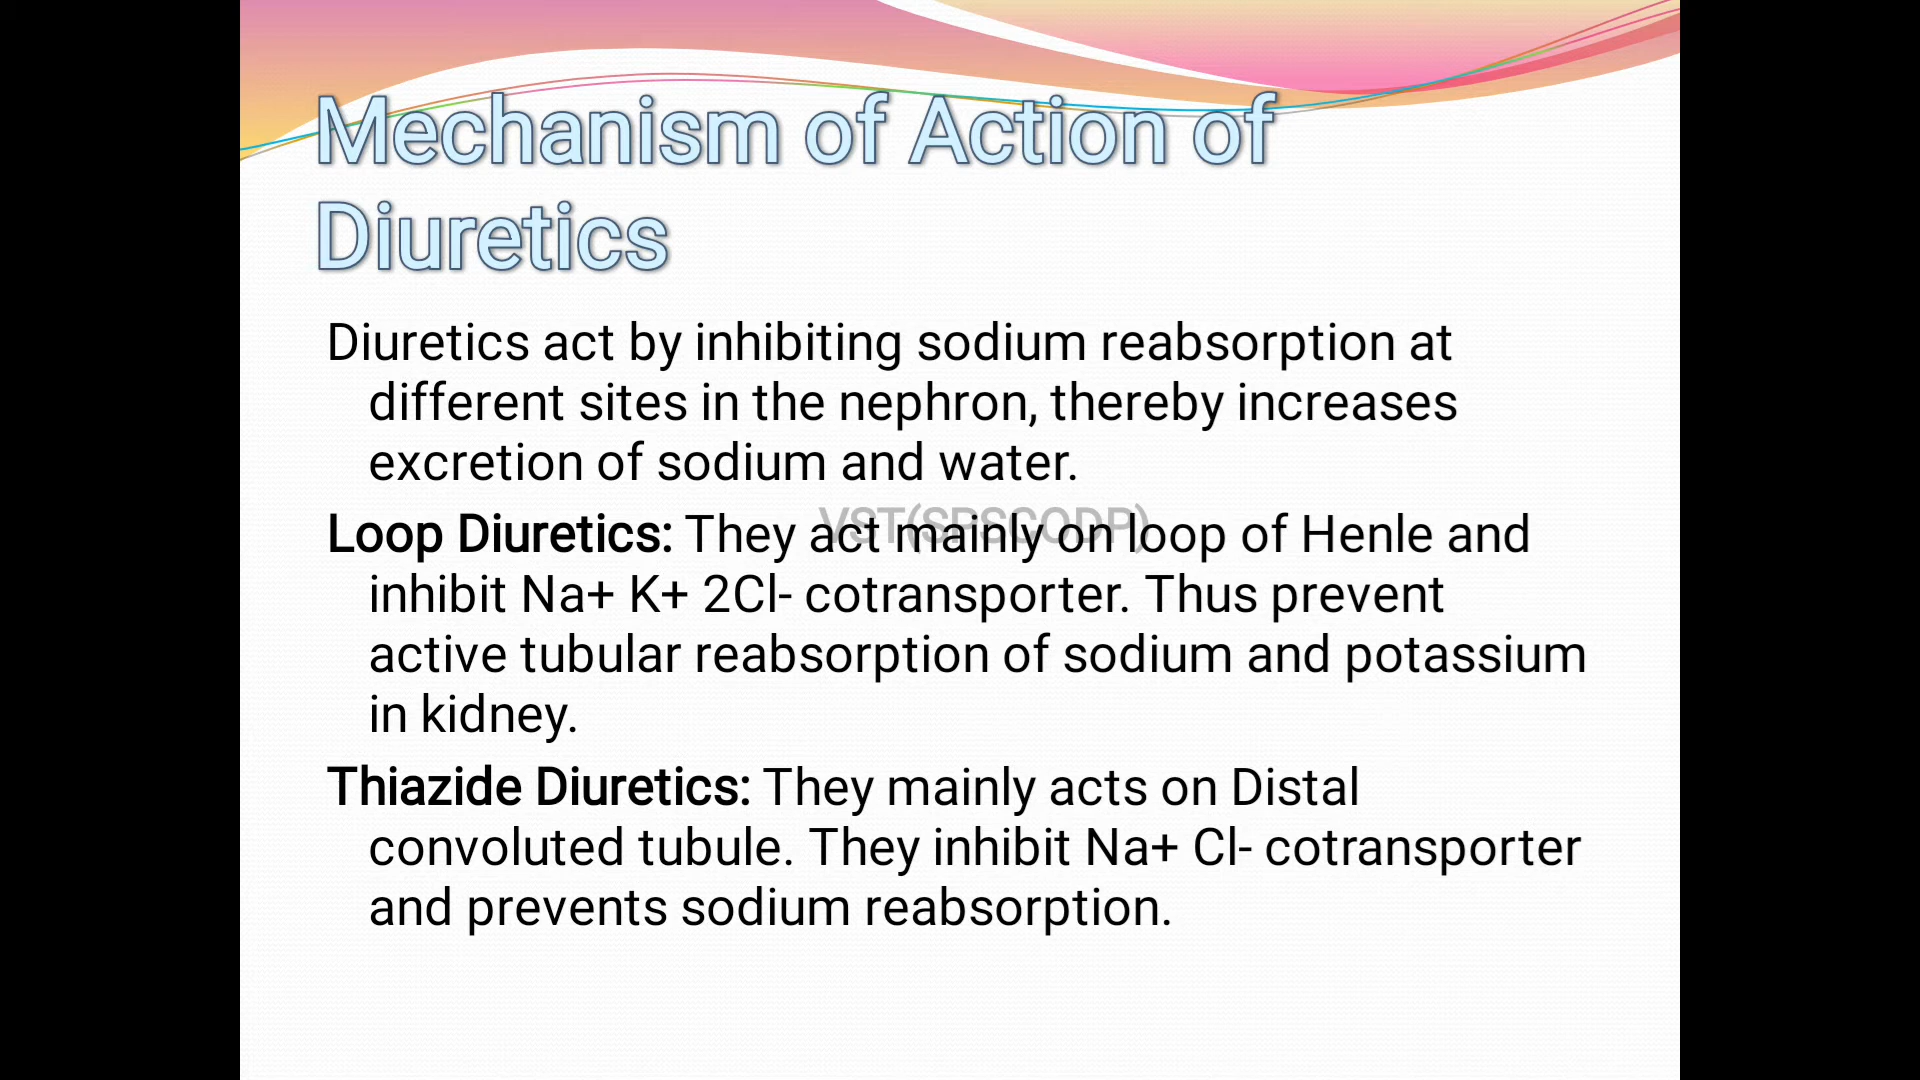 Mechanism of Action of
Diuretics
Diuretics act by inhibiting sodium reabsorption at
different sites in the nephron, thereby increases
excretion of sodium and water.
VST(SPSGODP)
Loop Diuretics: They act mainly on loop of Henle and
inhibit Na+ K+ 2Cl- cotransporter. Thus prevent
active tubular reabsorption of sodium and potassium
in kidney.
Thiazide Diuretics: They mainly acts on Distal
convoluted tubule. They inhibit Na+ Cl- cotransporter
and prevents sodium reabsorption.